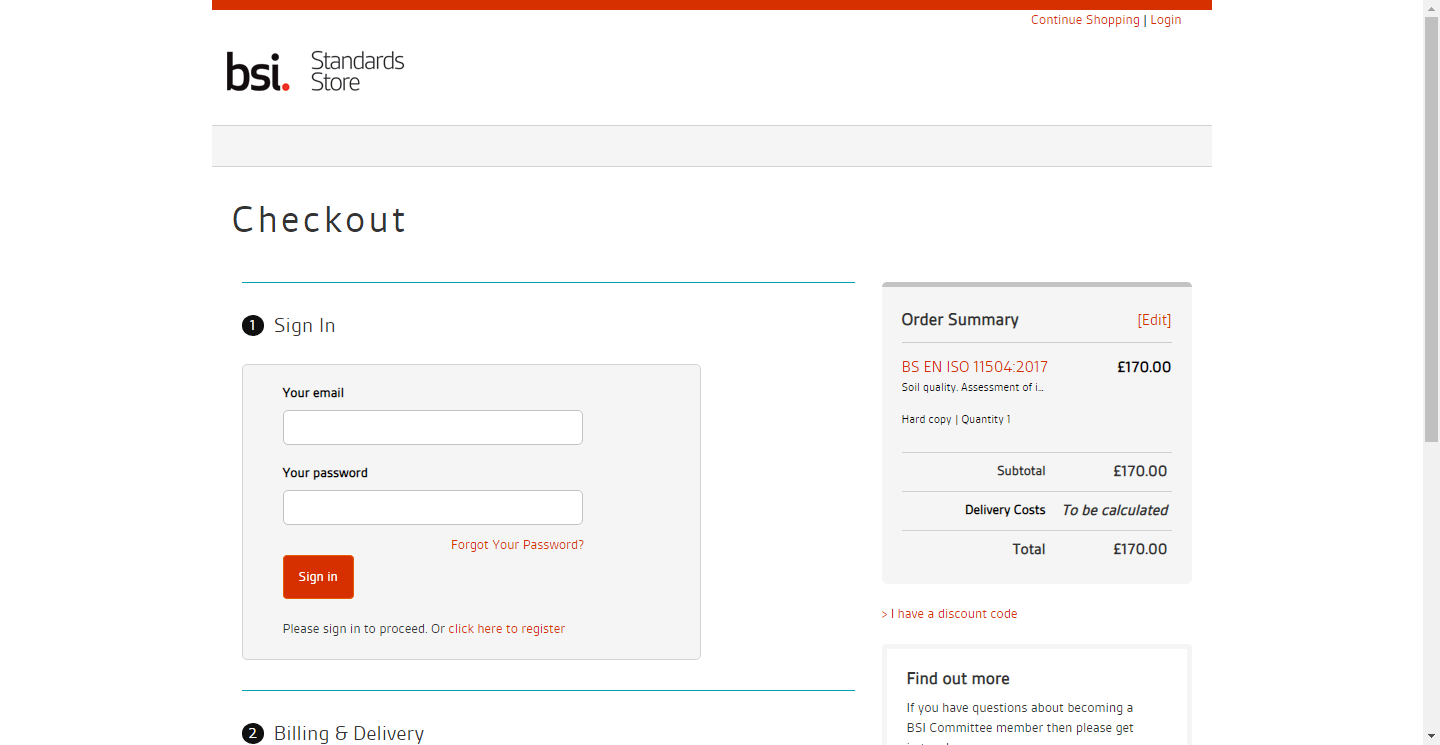 Continue Shopping | Login
bsi. Standards
Store
Checkout
1 Sign In
Your email
Your password
Forgot Your Password?
Sign in
Please sign in to proceed. Or click here to register
2 Billing & Delivery
Order Summary [Edit]
BS EN ISO 11504:2017 £170.00
Soil quality. Assessment of i...
Hard copy | Quantity 1
Subtotal £170.00
Delivery Costs To be calculated
Total £170.00
> I have a discount code
Find out more
If you have questions about becoming a
BSI Committee member then please get